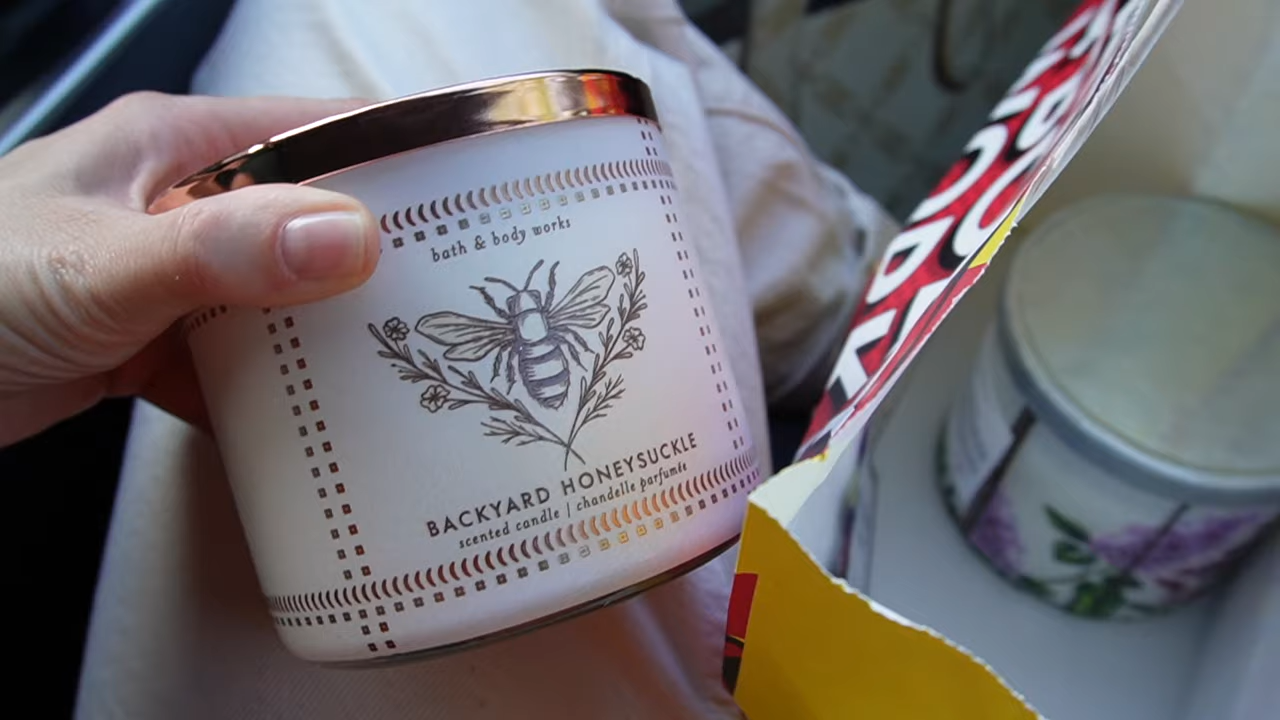 bath & body works
BACKYARD HONEYSUCKLE
scented candle | chandelle parfumée